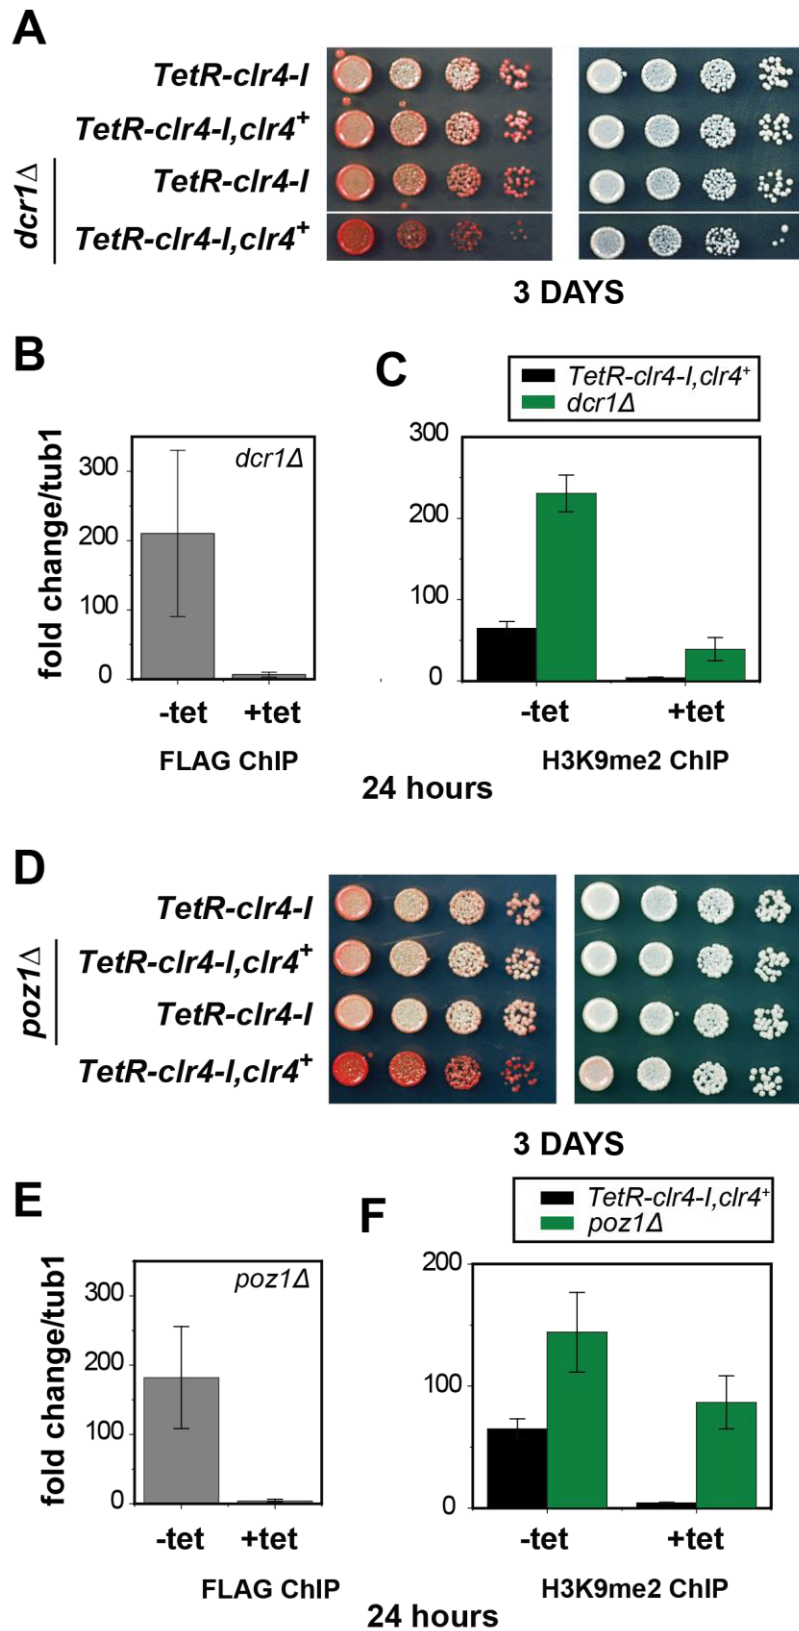 A
TetR-clr4-I
TetR-clr4-I,clr4⁺
dcr1Δ
TetR-clr4-I
TetR-clr4-I,clr4⁺
3 DAYS
B
fold change/tub1
300
200
100
0
dcr1Δ
-tet +tet
FLAG ChIP
C
TetR-clr4-I,clr4⁺
dcr1Δ
300
200
100
0
-tet +tet
H3K9me2 ChIP
24 hours
D
TetR-clr4-I
poz1Δ
TetR-clr4-I,clr4⁺
TetR-clr4-I
TetR-clr4-I,clr4⁺
3 DAYS
E
fold change/tub1
300
200
100
0
poz1Δ
-tet +tet
FLAG ChIP
F
TetR-clr4-I,clr4⁺
poz1Δ
200
100
0
-tet +tet
H3K9me2 ChIP
24 hours